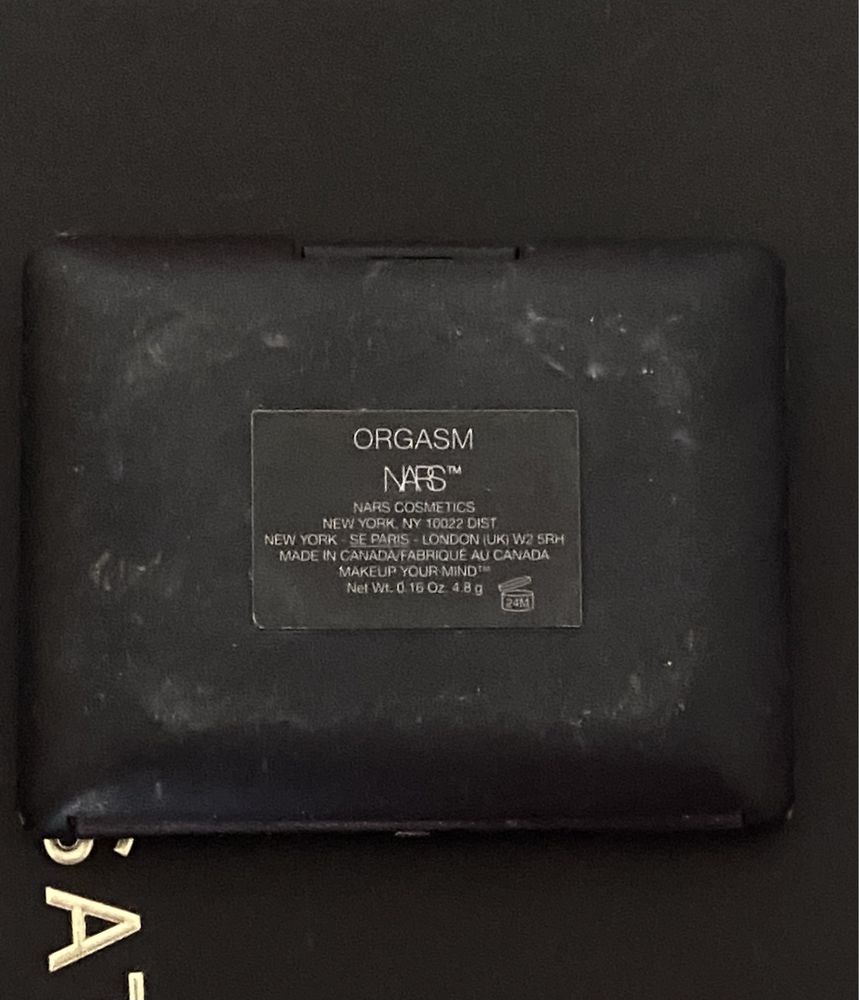 ORGASM
NARS™
NARS COSMETICS
NEW YORK, NY 10022 DIST
NEW YORK - SE PARIS - LONDON (UK) W2 5RH
MADE IN CANADA/FABRIQUÉ AU CANADA
MAKEUP YOUR MIND™
Net Wt. 0.16 Oz. 4.8 g
24M
SAT